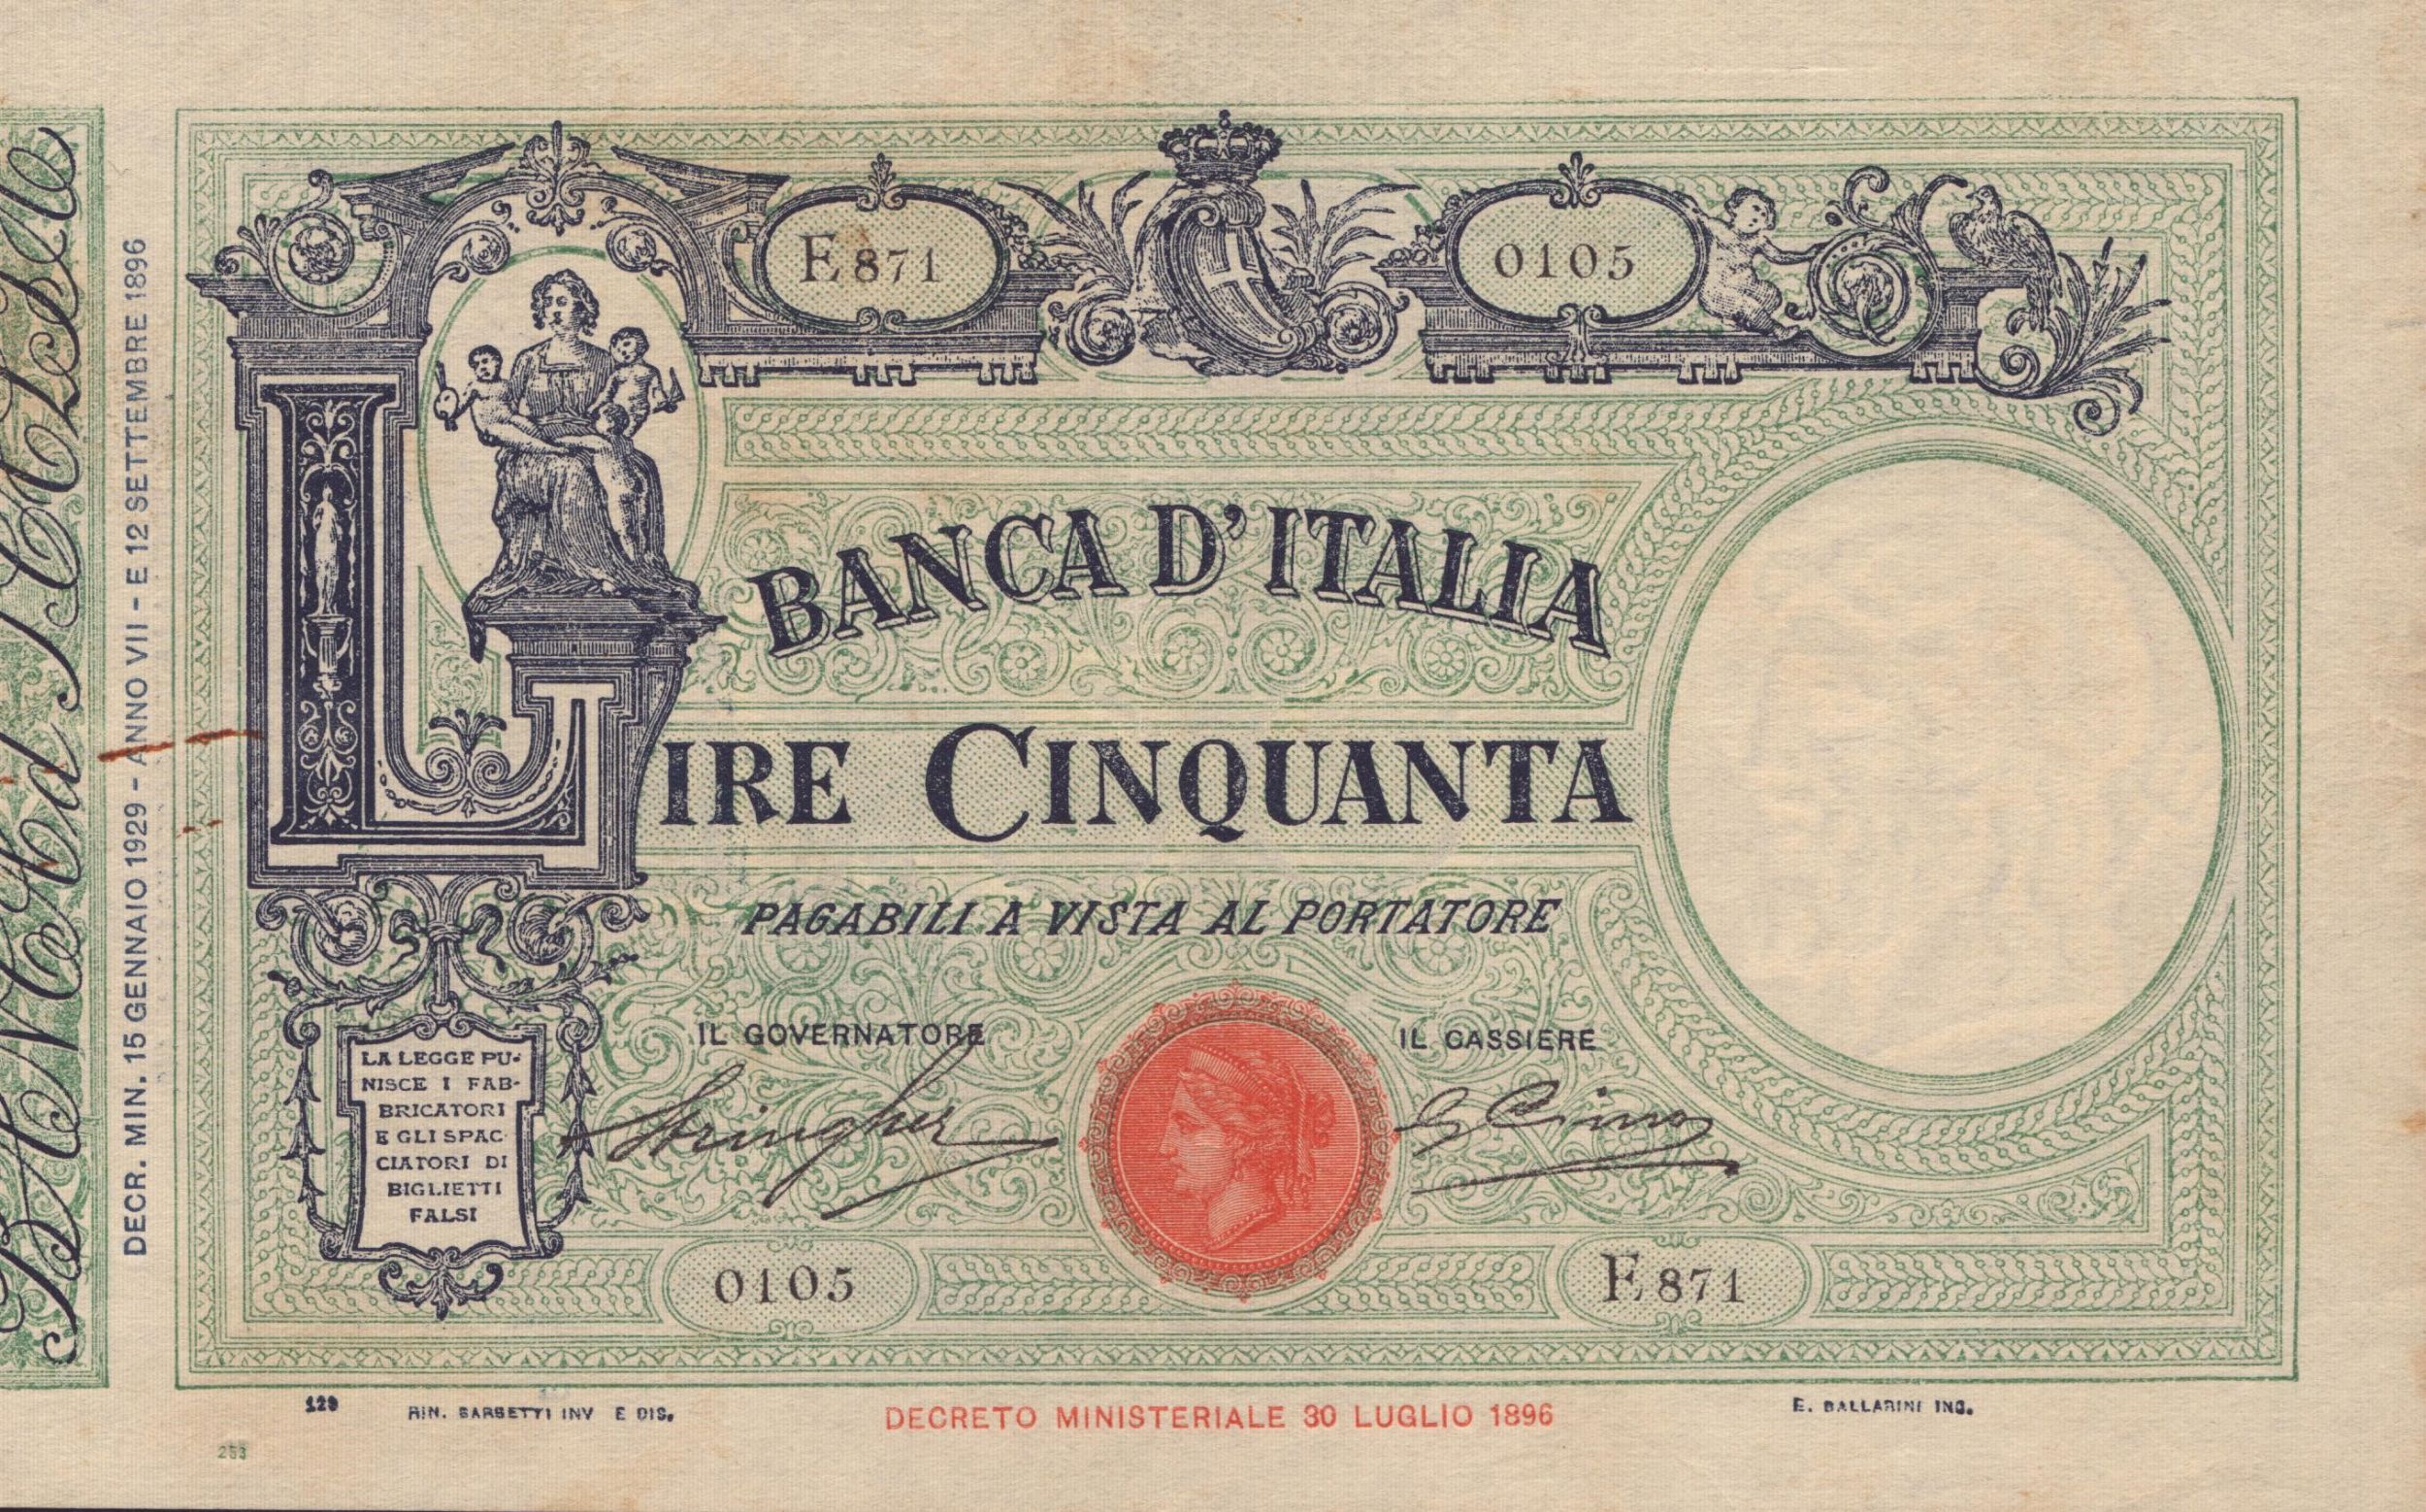 DECR. MIN. 15 GENNAIO 1929 - ANNO VII - E 12 SETTEMBRE 1896
E 871
0105
BANCA D'ITALIA
LIRE CINQUANTA
PAGABILI A VISTA AL PORTATORE
IL GOVERNATORE
IL CASSIERE
Stringher
LA LEGGE PU-
NISCE I FAB-
BRICATORI
E GLI SPAC
CIATORI DI
BIGLIETTI
FALSI
0105
E 871
129
RIN. BARBETTI INV E DIS.
DECRETO MINISTERIALE 30 LUGLIO 1896
E. BALLARINI INC.
253